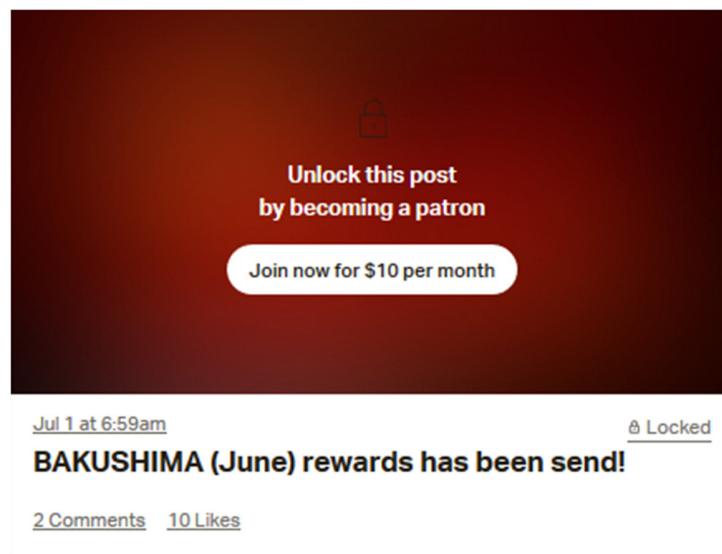 Unlock this post
by becoming a patron
Join now for $10 per month
Jul 1 at 6:59am
Locked
BAKUSHIMA (June) rewards has been send!
2 Comments 10 Likes